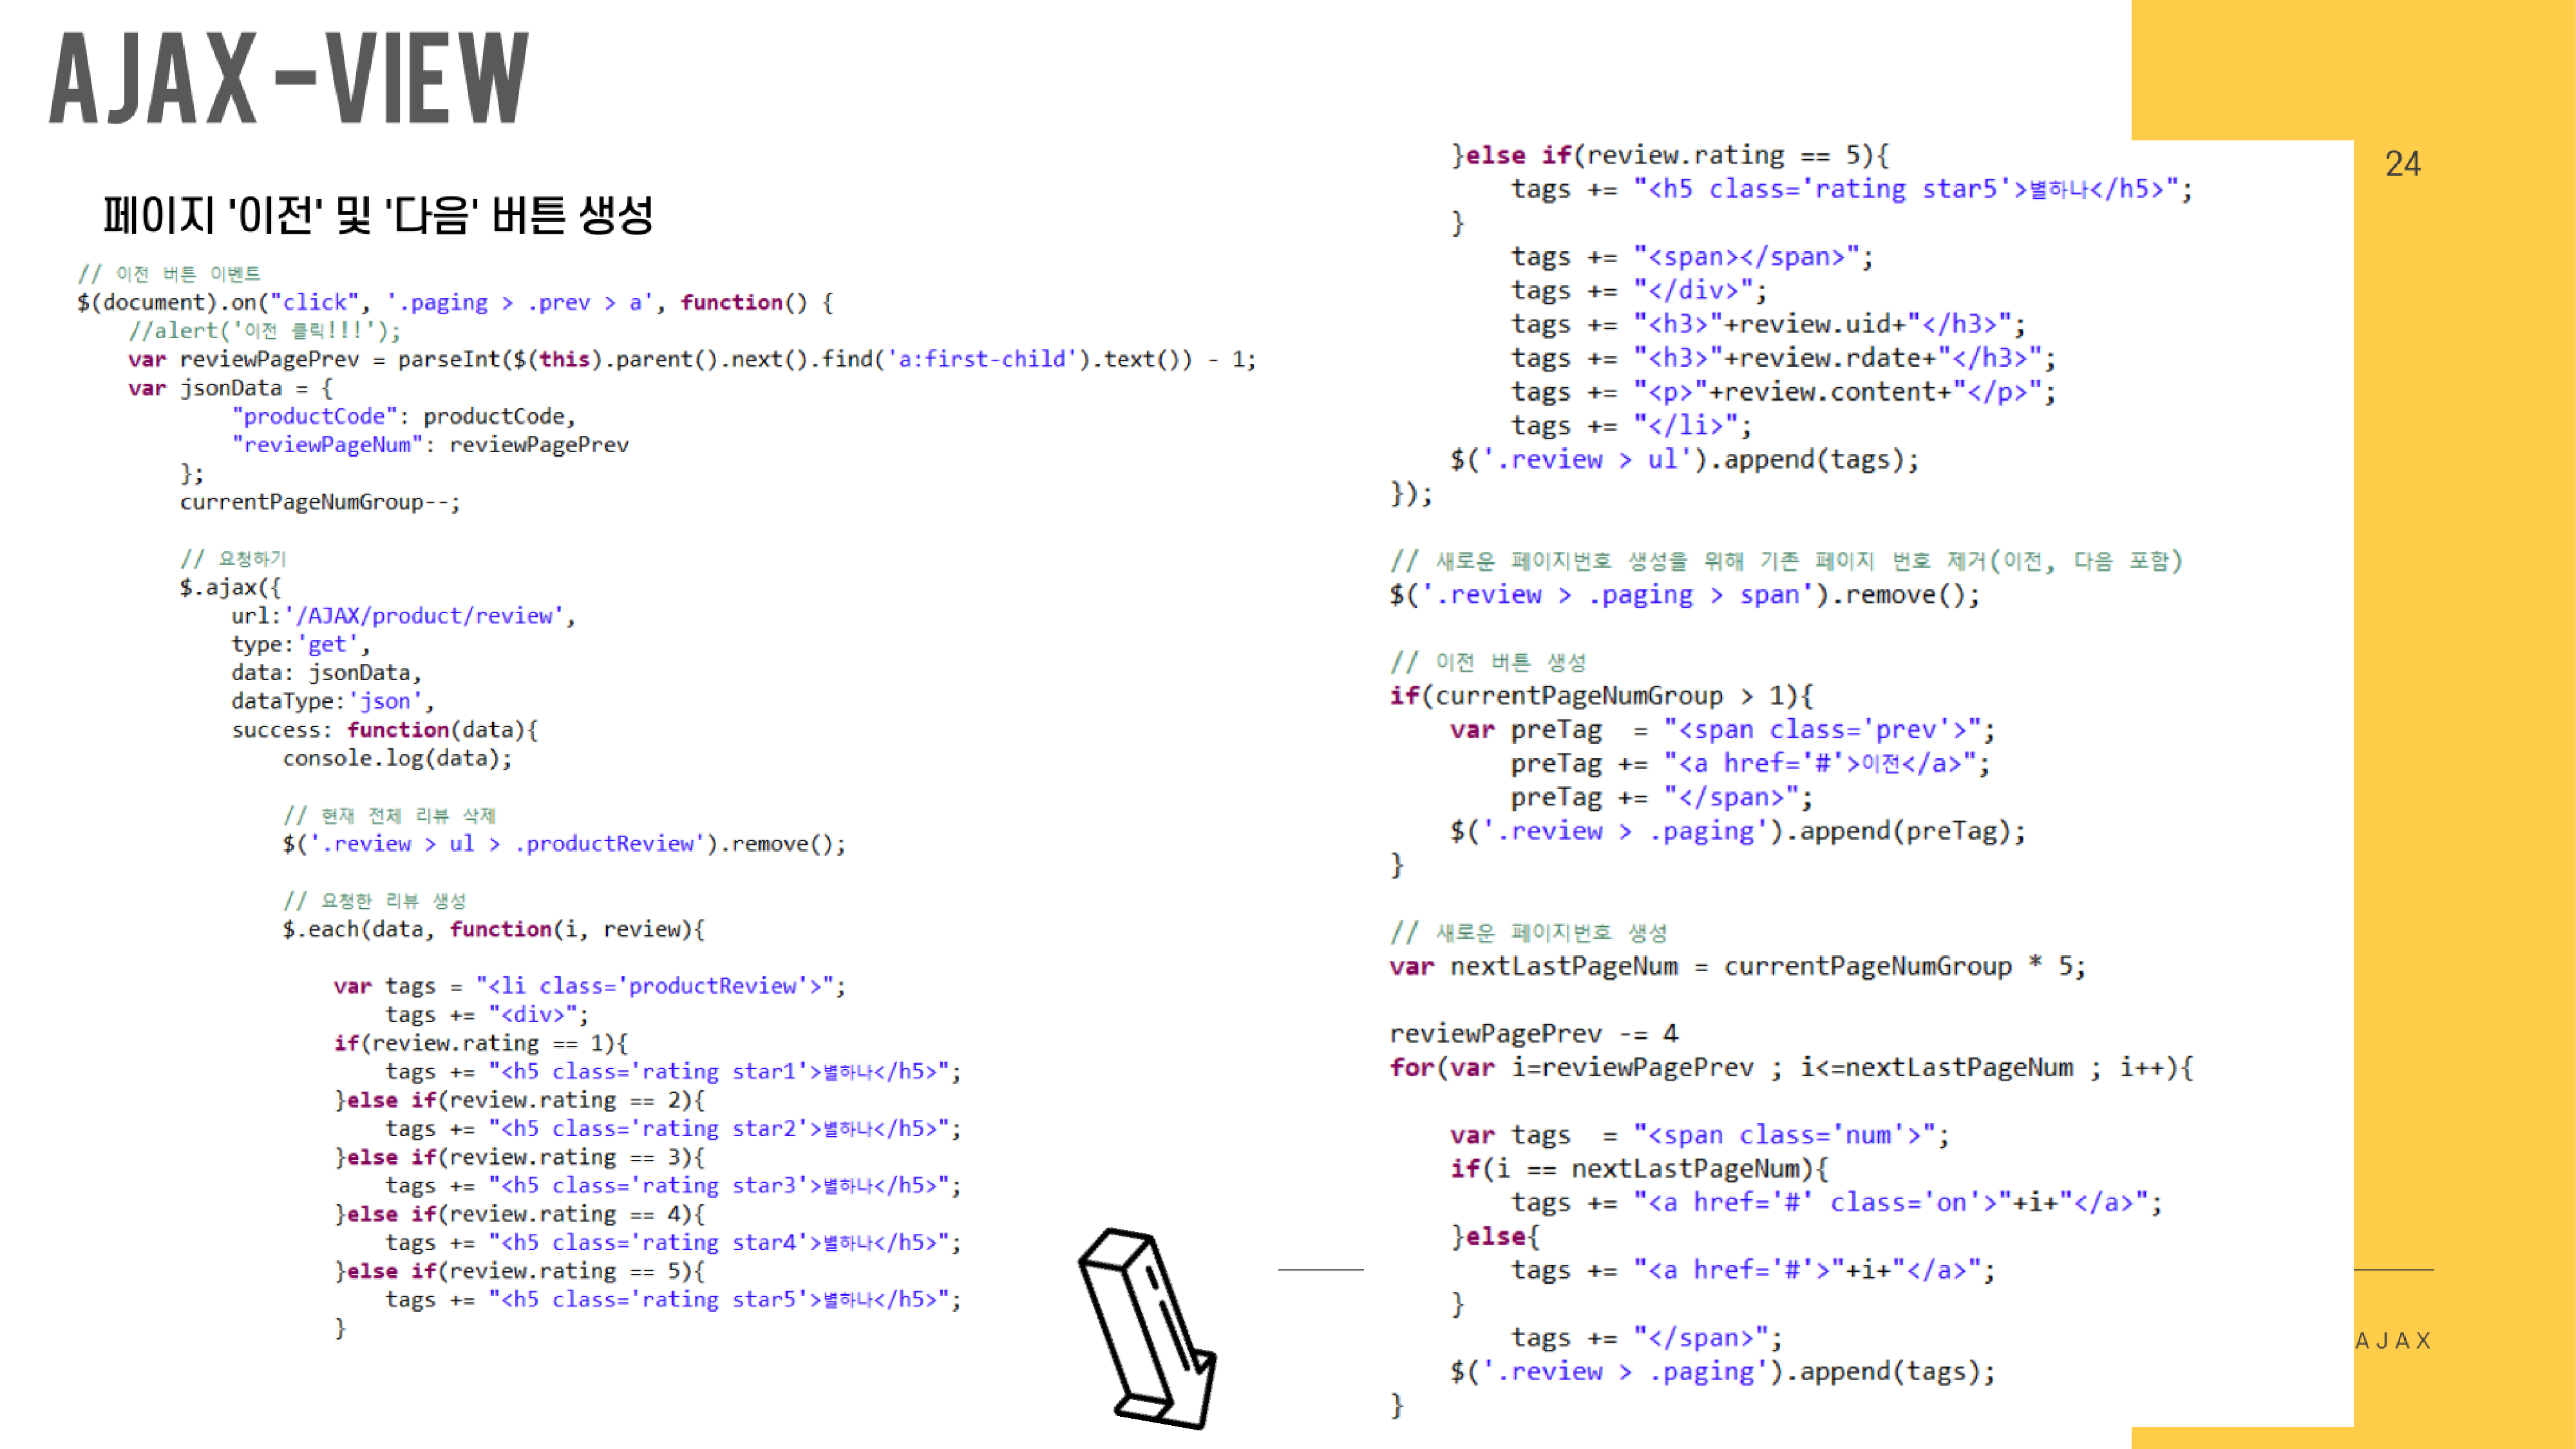 AJAX-VIEW
24
페이지 '이전' 및 '다음' 버튼 생성
// 이전 버튼 이벤트
$(document).on("click", '.paging > .prev > a', function() {
//alert('이전 클릭!!!');
var reviewPagePrev = parseInt($(this).parent().next().find('a:first-child').text()) - 1;
var jsonData = {
"productCode": productCode,
"reviewPageNum": reviewPagePrev
};
currentPageNumGroup--;
// 요청하기
$.ajax({
url:'/AJAX/product/review',
type:'get',
data: jsonData,
dataType:'json',
success: function(data){
console.log(data);
// 현재 전체 리뷰 삭제
$('.review > ul > .productReview').remove();
// 요청한 리뷰 생성
$.each(data, function(i, review){
var tags = "<li class='productReview'>";
tags += "<div>";
if(review.rating == 1){
tags += "<h5 class='rating star1'>별하나</h5>";
}else if(review.rating == 2){
tags += "<h5 class='rating star2'>별하나</h5>";
}else if(review.rating == 3){
tags += "<h5 class='rating star3'>별하나</h5>";
}else if(review.rating == 4){
tags += "<h5 class='rating star4'>별하나</h5>";
}else if(review.rating == 5){
tags += "<h5 class='rating star5'>별하나</h5>";
}
}else if(review.rating == 5){
tags += "<h5 class='rating star5'>별하나</h5>";
}
tags += "<span></span>";
tags += "</div>";
tags += "<h3>"+review.uid+"</h3>";
tags += "<h3>"+review.rdate+"</h3>";
tags += "<p>"+review.content+"</p>";
tags += "</li>";
$('.review > ul').append(tags);
});
// 새로운 페이지번호 생성을 위해 기존 페이지 번호 제거(이전, 다음 포함)
$('.review > .paging > span').remove();
// 이전 버튼 생성
if(currentPageNumGroup > 1){
var preTag  = "<span class='prev'>";
preTag += "<a href='#'>이전</a>";
preTag += "</span>";
$('.review > .paging').append(preTag);
}
// 새로운 페이지번호 생성
var nextLastPageNum = currentPageNumGroup * 5;
reviewPagePrev -= 4
for(var i=reviewPagePrev ; i<=nextLastPageNum ; i++){
var tags  = "<span class='num'>";
if(i == nextLastPageNum){
tags += "<a href='#' class='on'>"+i+"</a>";
}else{
tags += "<a href='#'>"+i+"</a>";
}
tags += "</span>";
$('.review > .paging').append(tags);
}
AJAX